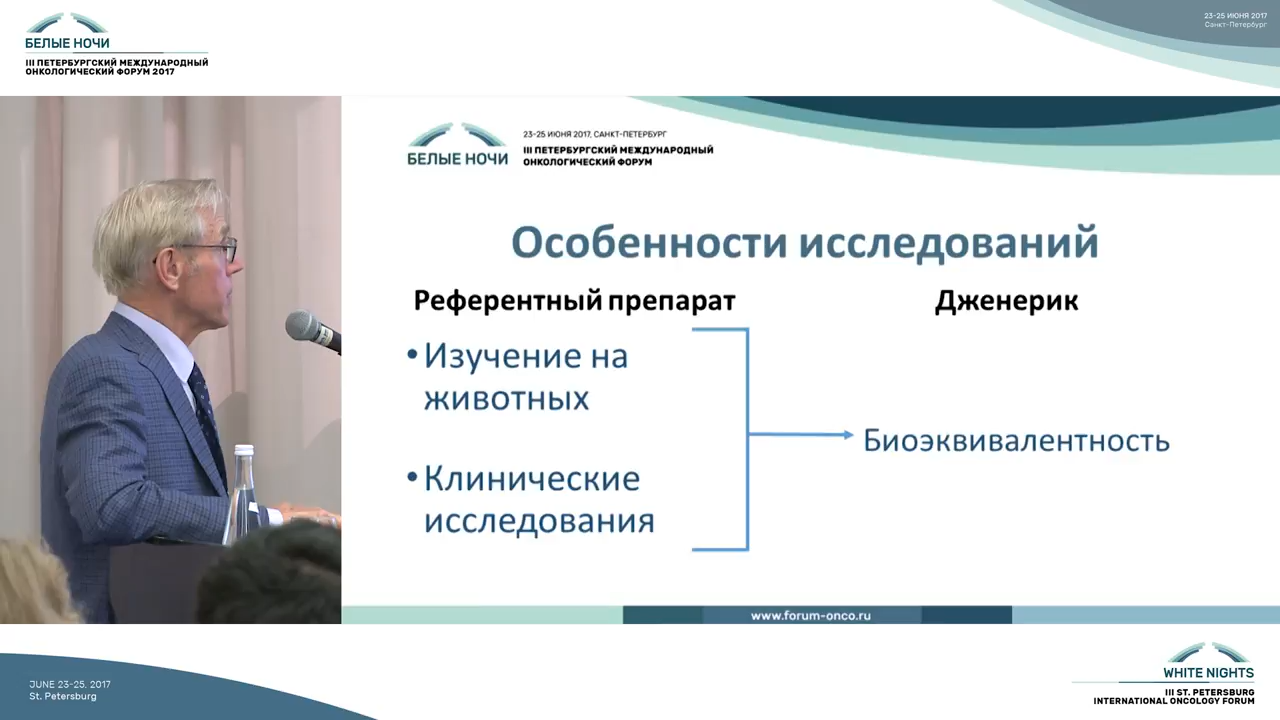 БЕЛЫЕ НОЧИ
III ПЕТЕРБУРГСКИЙ МЕЖДУНАРОДНЫЙ
ОНКОЛОГИЧЕСКИЙ ФОРУМ 2017
23-25 ИЮНЯ 2017
Санкт-Петербург
БЕЛЫЕ НОЧИ
23-25 ИЮНЯ 2017, САНКТ-ПЕТЕРБУРГ
III ПЕТЕРБУРГСКИЙ МЕЖДУНАРОДНЫЙ
ОНКОЛОГИЧЕСКИЙ ФОРУМ
Особенности исследований
Референтный препарат
•Изучение на
животных
•Клинические
исследования
Дженерик
Биоэквивалентность
www.forum-onco.ru
JUNE 23-25, 2017
St. Petersburg
WHITE NIGHTS
III ST. PETERSBURG
INTERNATIONAL ONCOLOGY FORUM